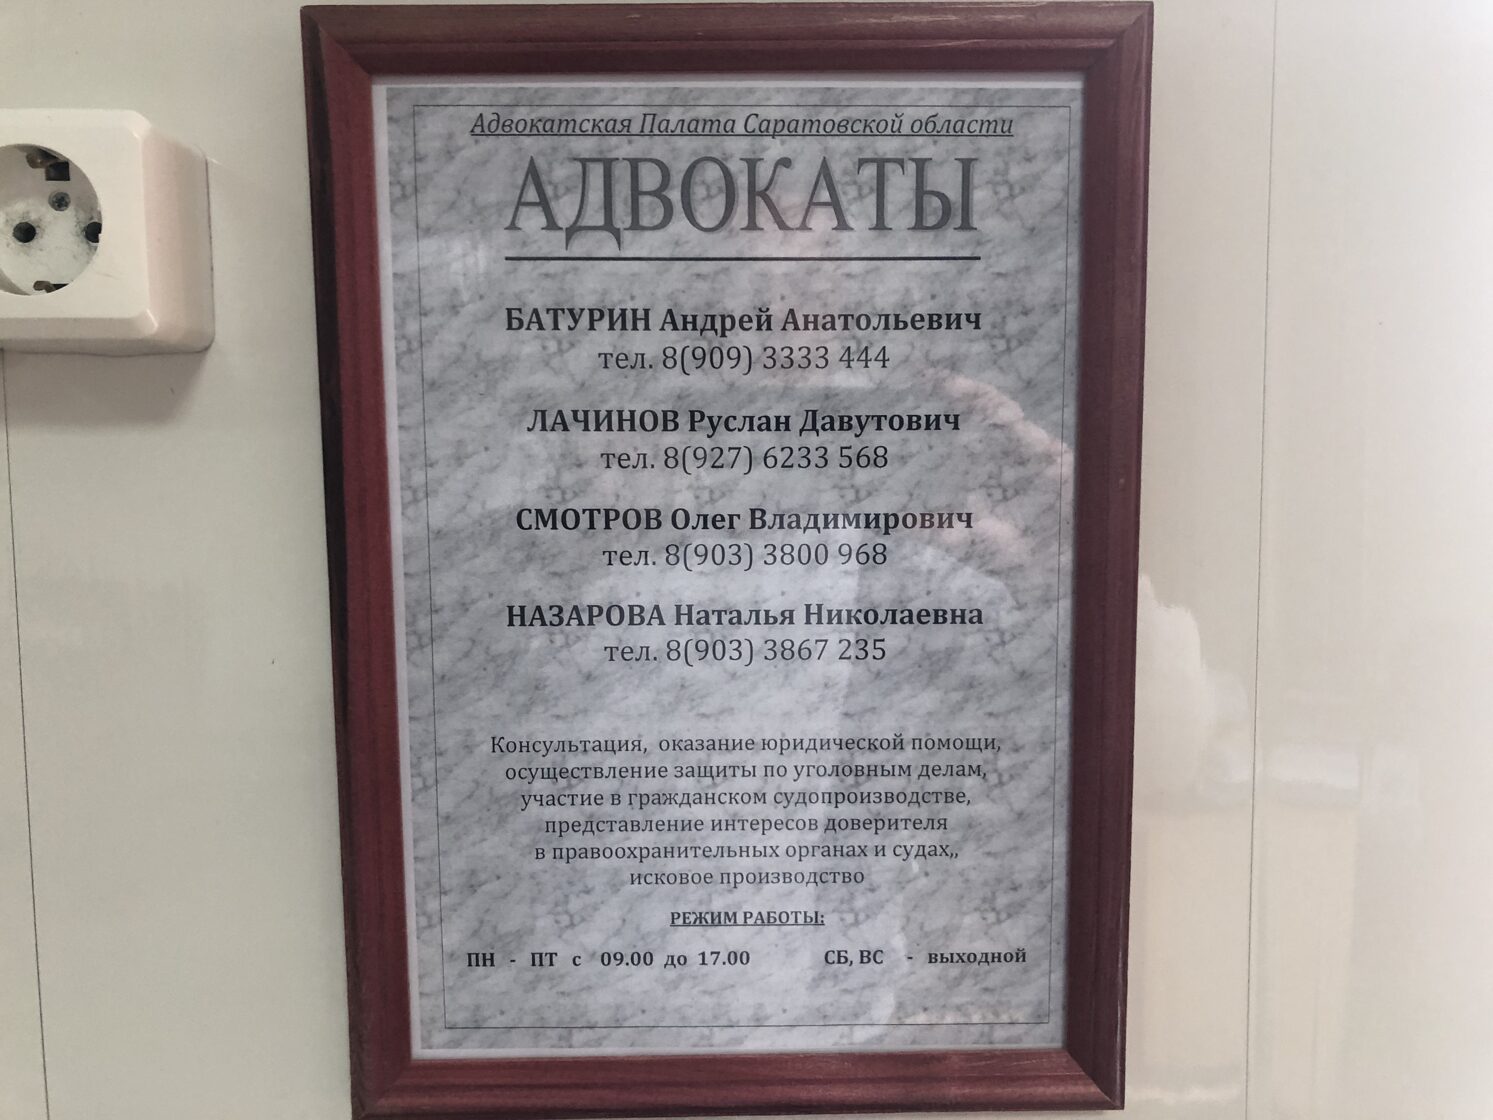 Адвокатская Палата Саратовской области
АДВОКАТЫ
БАТУРИН Андрей Анатольевич
тел. 8(909) 3333 444
ЛАЧИНОВ Руслан Давутович
тел. 8(927) 6233 568
СМОТРОВ Олег Владимирович
тел. 8(903) 3800 968
НАЗАРОВА Наталья Николаевна
тел. 8(903) 3867 235
Консультация, оказание юридической помощи,
осуществление защиты по уголовным делам,
участие в гражданском судопроизводстве,
представление интересов доверителя
в правоохранительных органах и судах,,
исковое производство
РЕЖИМ РАБОТЫ:
ПН - ПТ с 09.00 до 17.00 СБ, ВС - выходной